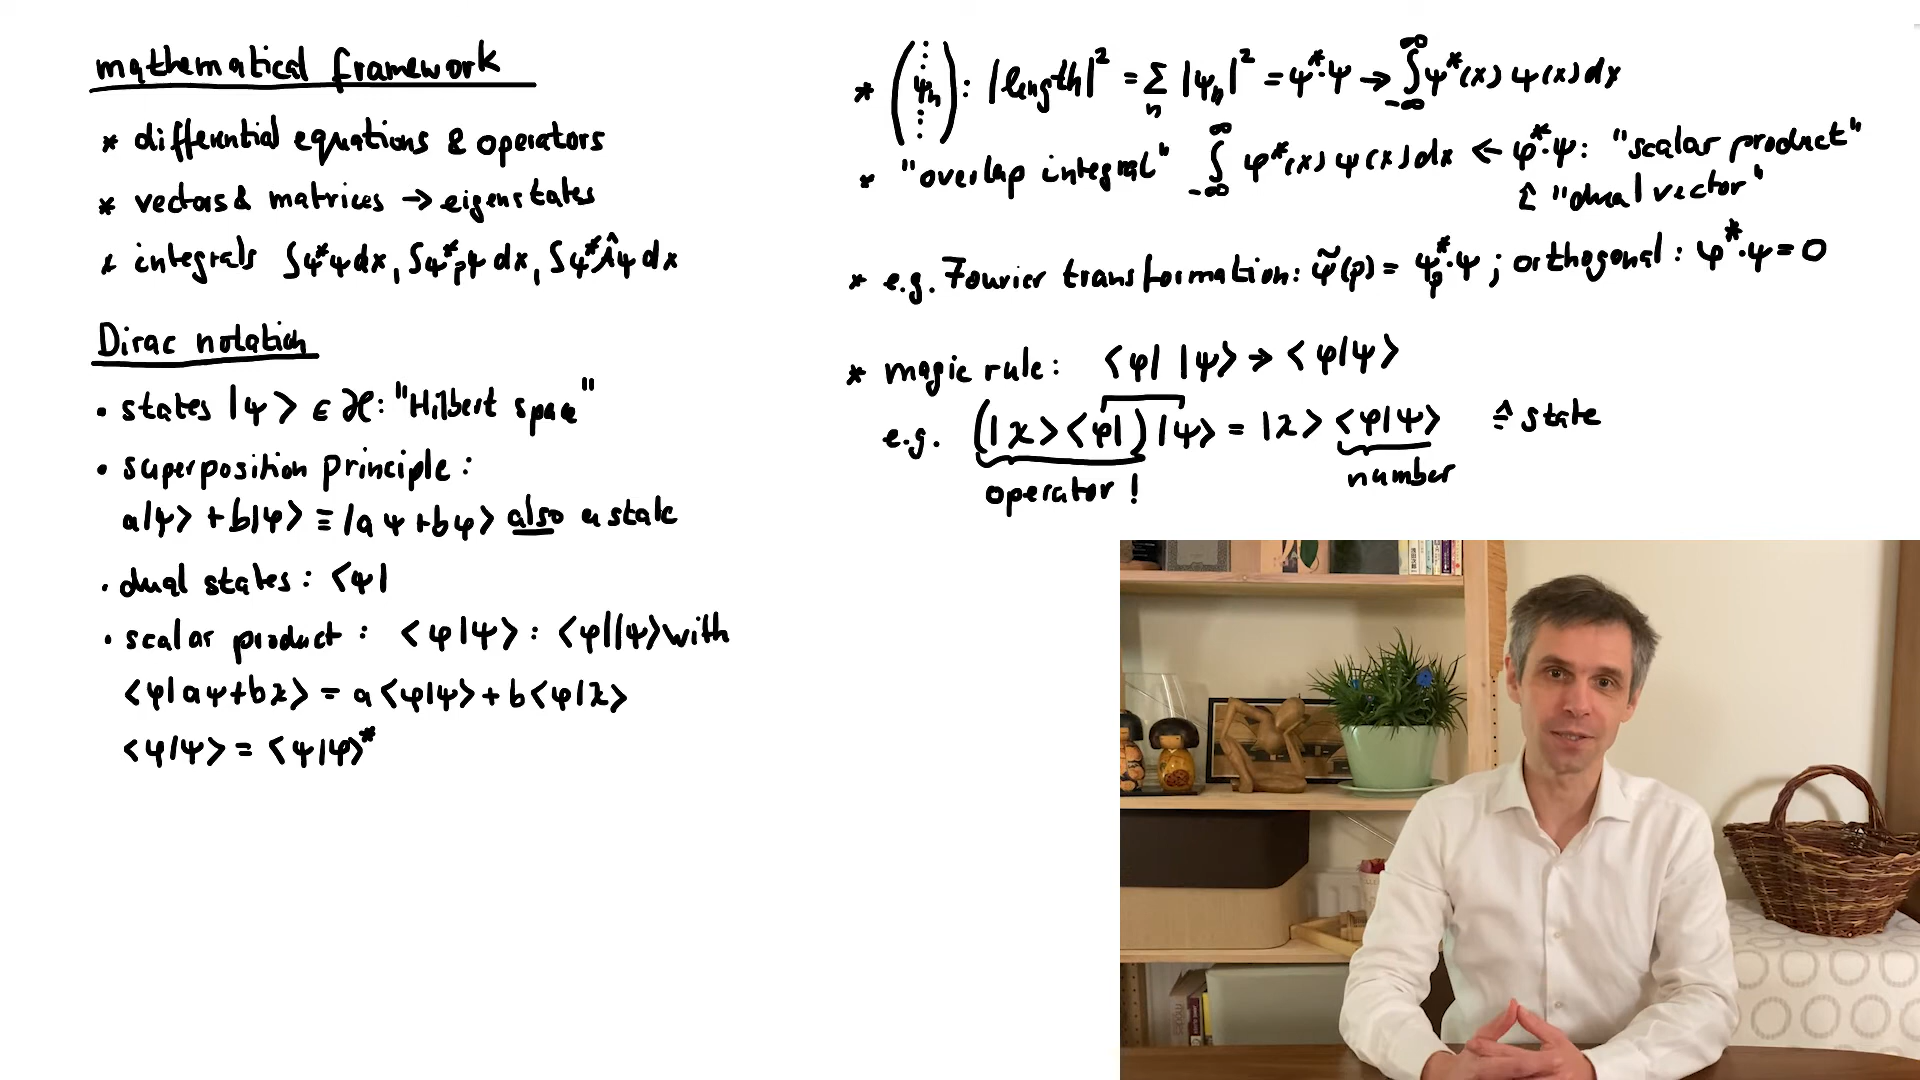 mathematical framework
* differential equations & operators
* vectors & matrices → eigenstates
* integrals ∫ψ*ψdx, ∫ψ*ₚψ dx, ∫ψ*Âψ dx
Dirac notation
• states |ψ> ∈ ℋ: "Hilbert space"
• superposition principle:
a|ψ> + b|φ> ≡ |aψ+bφ> also a state
• dual states: <ψ|
• scalar product: <φ|ψ>: <φ||ψ> with
<φ|aψ+bχ> = a<φ|ψ> + b<φ|χ>
<φ|ψ> = <ψ|φ>*
* (⋮ ψₙ ⋮): |length|² = Σₙ |ψₙ|² = ψ*·ψ → ∫_{-∞}^{∞} ψ*(x) ψ(x) dx
* "overlap integral" ∫_{-∞}^{∞} φ*(x) ψ(x) dx ← φ*·ψ: "scalar product"
↑ "dual vector"
* e.g. Fourier transformation: ψ̃(p) = ψ*ₚ·ψ ; orthogonal: φ*·ψ = 0
* magic rule: <φ| |ψ> → <φ|ψ>
e.g. (|χ><φ|)|ψ> = |χ> <φ|ψ> ≙ state
operator! number